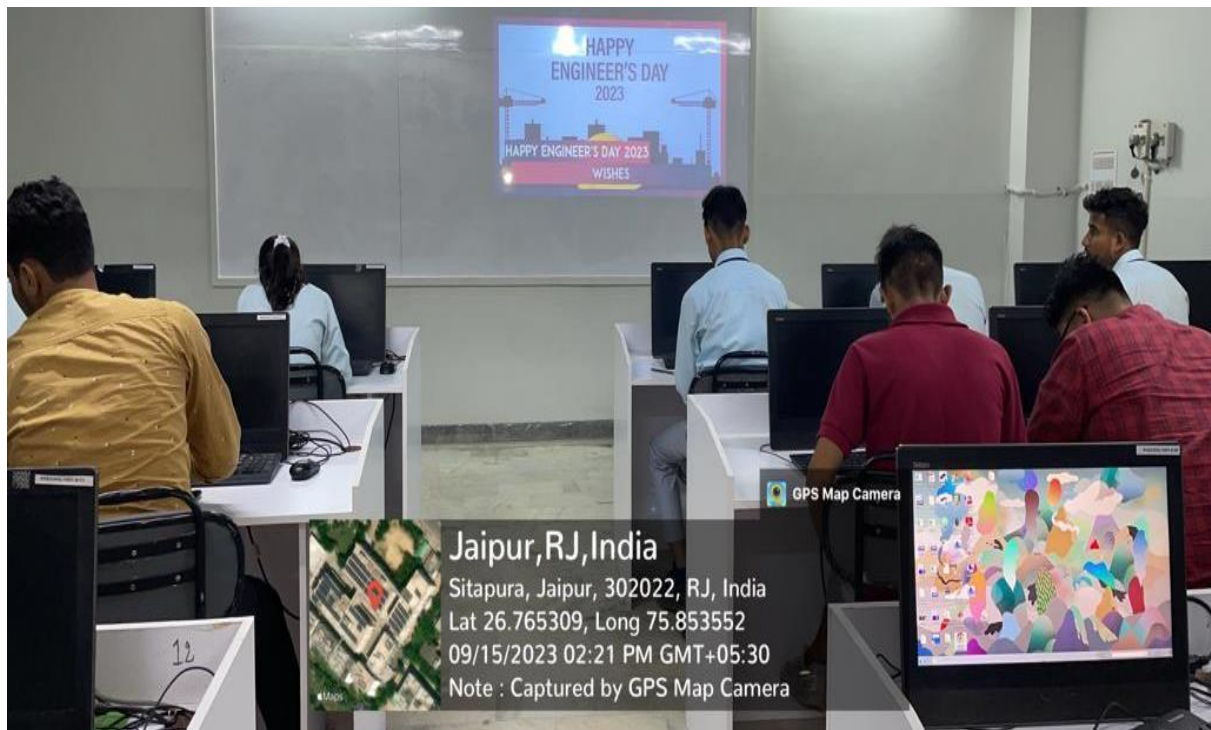 HAPPY
ENGINEER'S DAY
2023
HAPPY ENGINEER'S DAY 2023
WISHES
GPS Map Camera
Jaipur,RJ,India
Sitapura, Jaipur, 302022, RJ, India
Lat 26.765309, Long 75.853552
09/15/2023 02:21 PM GMT+05:30
Note : Captured by GPS Map Camera
Maps
12